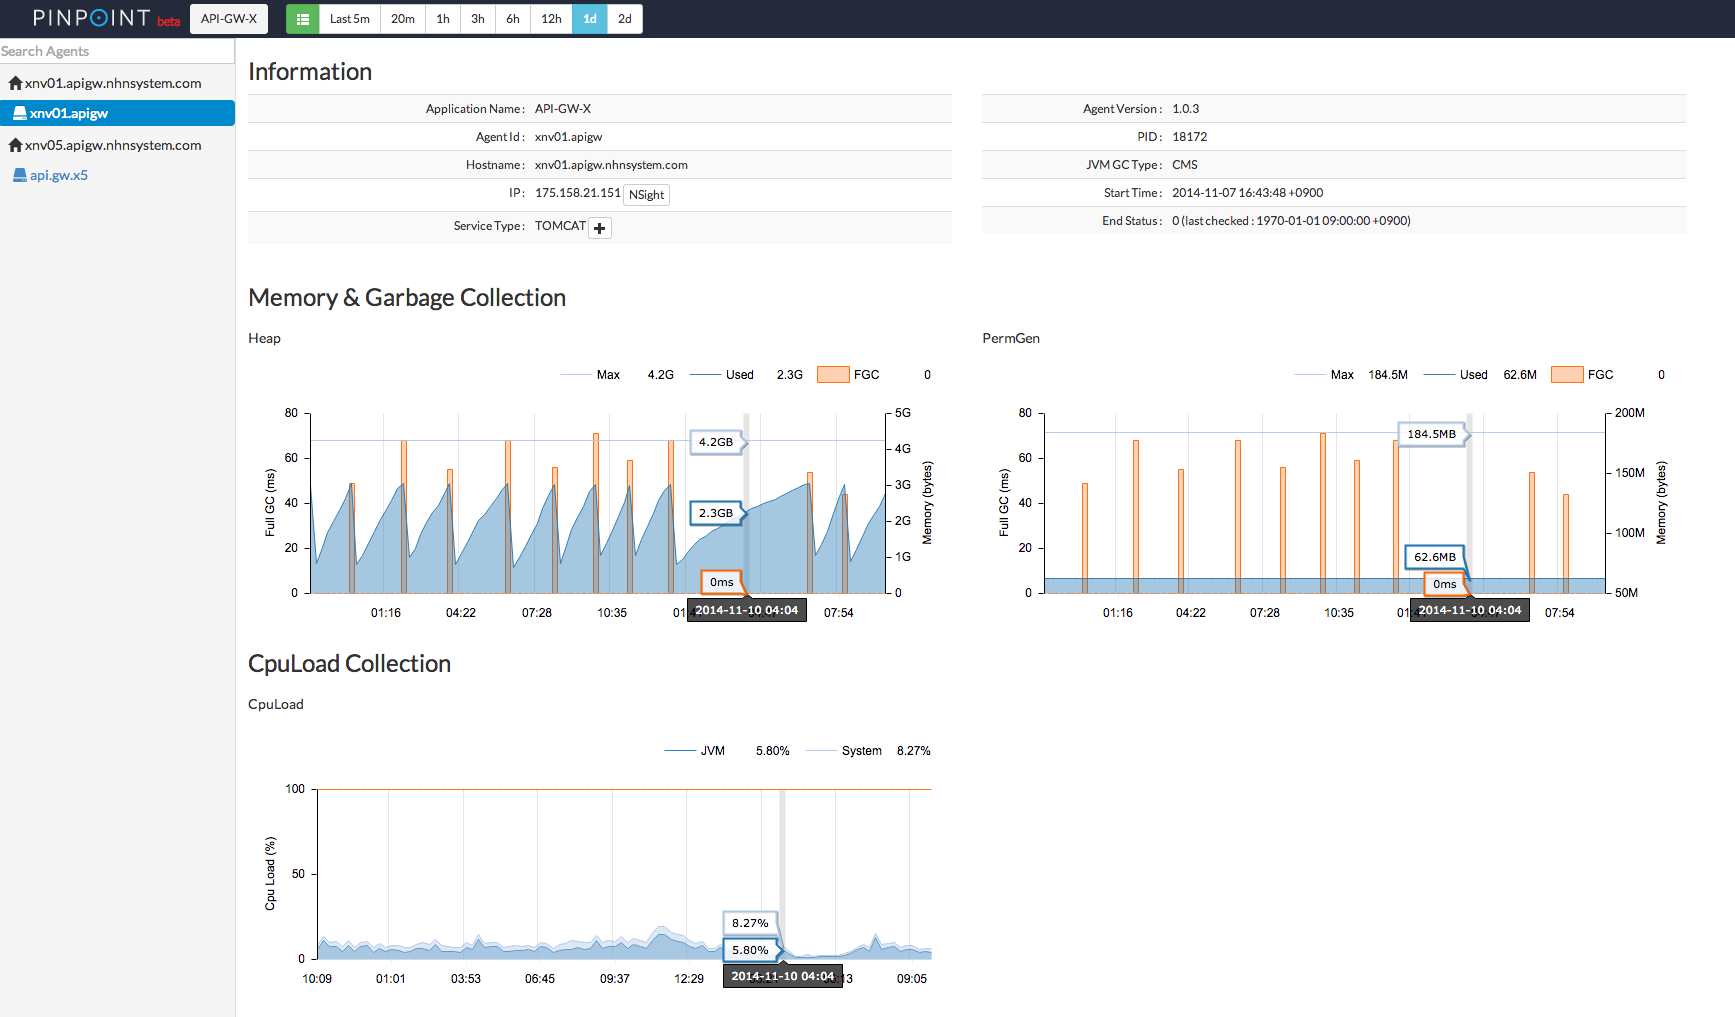 PINPOINT beta API-GW-X Last 5m 20m 1h 3h 6h 12h 1d 2d
Search Agents
xnv01.apigw.nhnsystem.com
xnv01.apigw
xnv05.apigw.nhnsystem.com
api.gw.x5
Information
Application Name : API-GW-X
Agent Id : xnv01.apigw
Hostname : xnv01.apigw.nhnsystem.com
IP : 175.158.21.151 NSight
Service Type : TOMCAT
Agent Version : 1.0.3
PID : 18172
JVM GC Type : CMS
Start Time : 2014-11-07 16:43:48 +0900
End Status : 0 (last checked : 1970-01-01 09:00:00 +0900)
Memory & Garbage Collection
Heap
Max 4.2G Used 2.3G FGC 0
80 5G
4.2GB
4G
60
3G
Full GC (ms)
Memory (bytes)
40
2.3GB
2G
20
1G
0ms
0 0
01:16 04:22 07:28 10:35 07:54
2014-11-10 04:04
PermGen
Max 184.5M Used 62.6M FGC 0
80 200M
184.5MB
60
150M
Full GC (ms)
Memory (bytes)
40
100M
20
62.6MB
0ms
0 50M
01:16 04:22 07:28 10:35 07:54
2014-11-10 04:04
CpuLoad Collection
CpuLoad
JVM 5.80% System 8.27%
100
Cpu Load (%)
50
8.27%
5.80%
0
10:09 01:01 03:53 06:45 09:37 12:29 09:05
2014-11-10 04:04